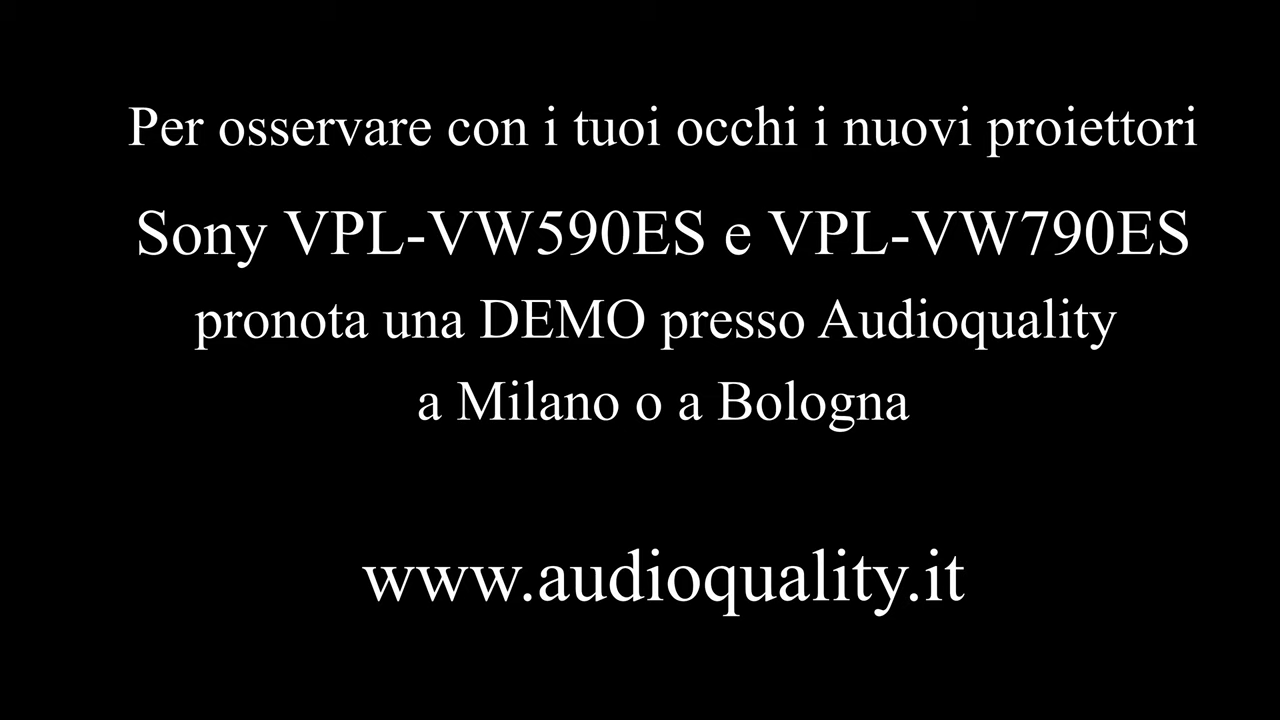 Per osservare con i tuoi occhi i nuovi proiettori
Sony VPL-VW590ES e VPL-VW790ES
pronota una DEMO presso Audioquality
a Milano o a Bologna
www.audioquality.it